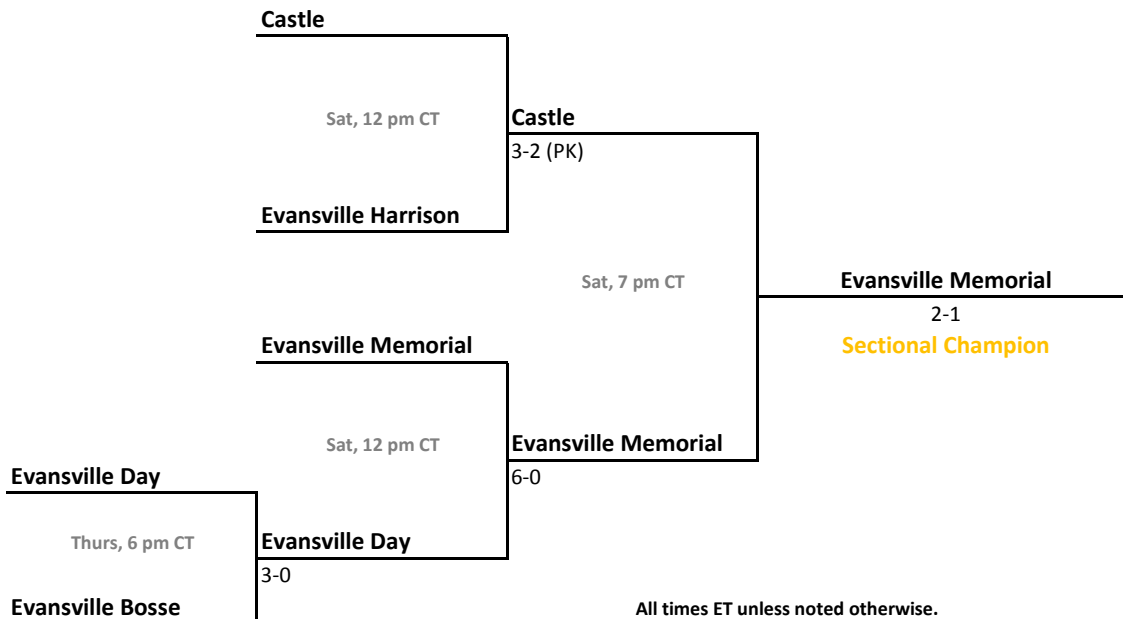 Castle
Sat, 12 pm CT
Castle
3-2 (PK)
Evansville Harrison
Sat, 7 pm CT
Evansville Memorial
2-1
Sectional Champion
Evansville Memorial
Sat, 12 pm CT
Evansville Memorial
6-0
Evansville Day
Thurs, 6 pm CT
Evansville Day
3-0
Evansville Bosse
All times ET unless noted otherwise.